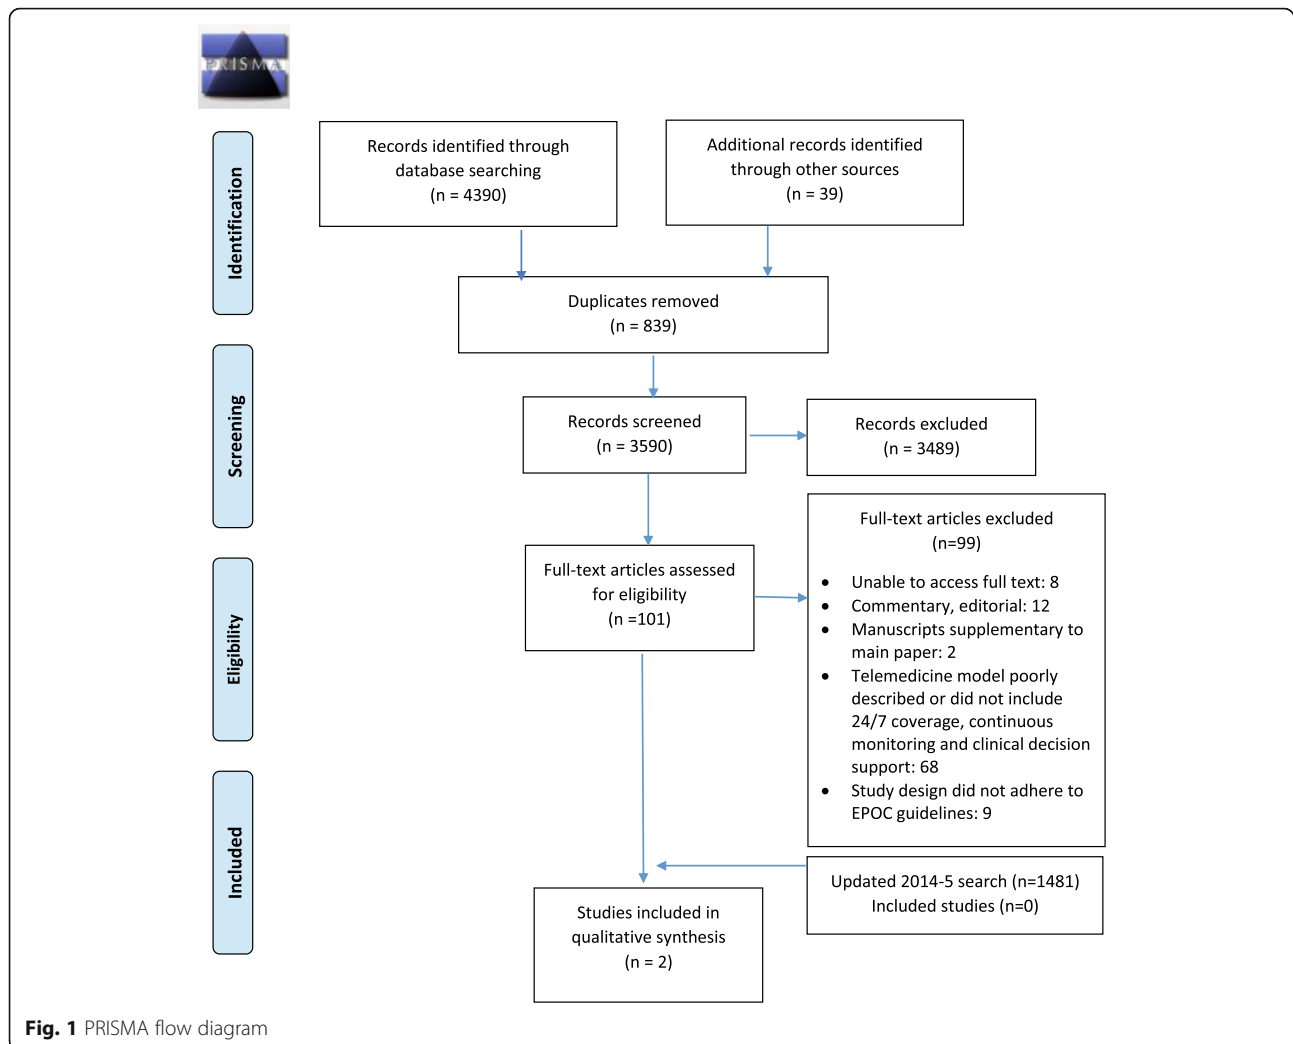 PRISMA
Identification
Records identified through
database searching
(n = 4390)
Additional records identified
through other sources
(n = 39)
Duplicates removed
(n = 839)
Screening
Records screened
(n = 3590)
Records excluded
(n = 3489)
Eligibility
Full-text articles assessed
for eligibility
(n =101)
Full-text articles excluded
(n=99)
• Unable to access full text: 8
• Commentary, editorial: 12
• Manuscripts supplementary to
main paper: 2
• Telemedicine model poorly
described or did not include
24/7 coverage, continuous
monitoring and clinical decision
support: 68
• Study design did not adhere to
EPOC guidelines: 9
Included
Updated 2014-5 search (n=1481)
Included studies (n=0)
Studies included in
qualitative synthesis
(n = 2)
Fig. 1 PRISMA flow diagram